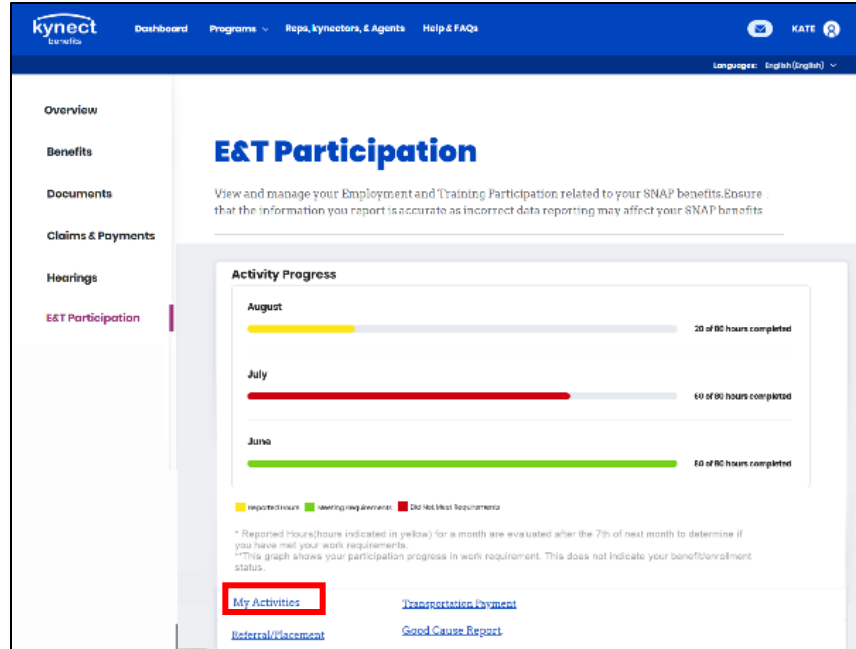 kynect
benefits
Dashboard Programs Reps, kynectors, & Agents Help & FAQs KATE
Languages: English (English)
Overview
Benefits
Documents
Claims & Payments
Hearings
E&T Participation
E&T Participation
View and manage your Employment and Training Participation related to your SNAP benefits.Ensure
that the information you report is accurate as incorrect data reporting may affect your SNAP benefits
Activity Progress
August
20 of 80 hours completed
July
60 of 80 hours completed
June
80 of 80 hours completed
Reported Hours Meeting Requirements Did Not Meet Requirements
* Reported Hours(hours indicated in yellow) for a month are evaluated after the 7th of next month to determine if
you have met your work requirements.
**This graph shows your participation progress in work requirement. This does not indicate your benefit/enrollment
status.
My Activities Transportation Payment
Referral/Placement Good Cause Report